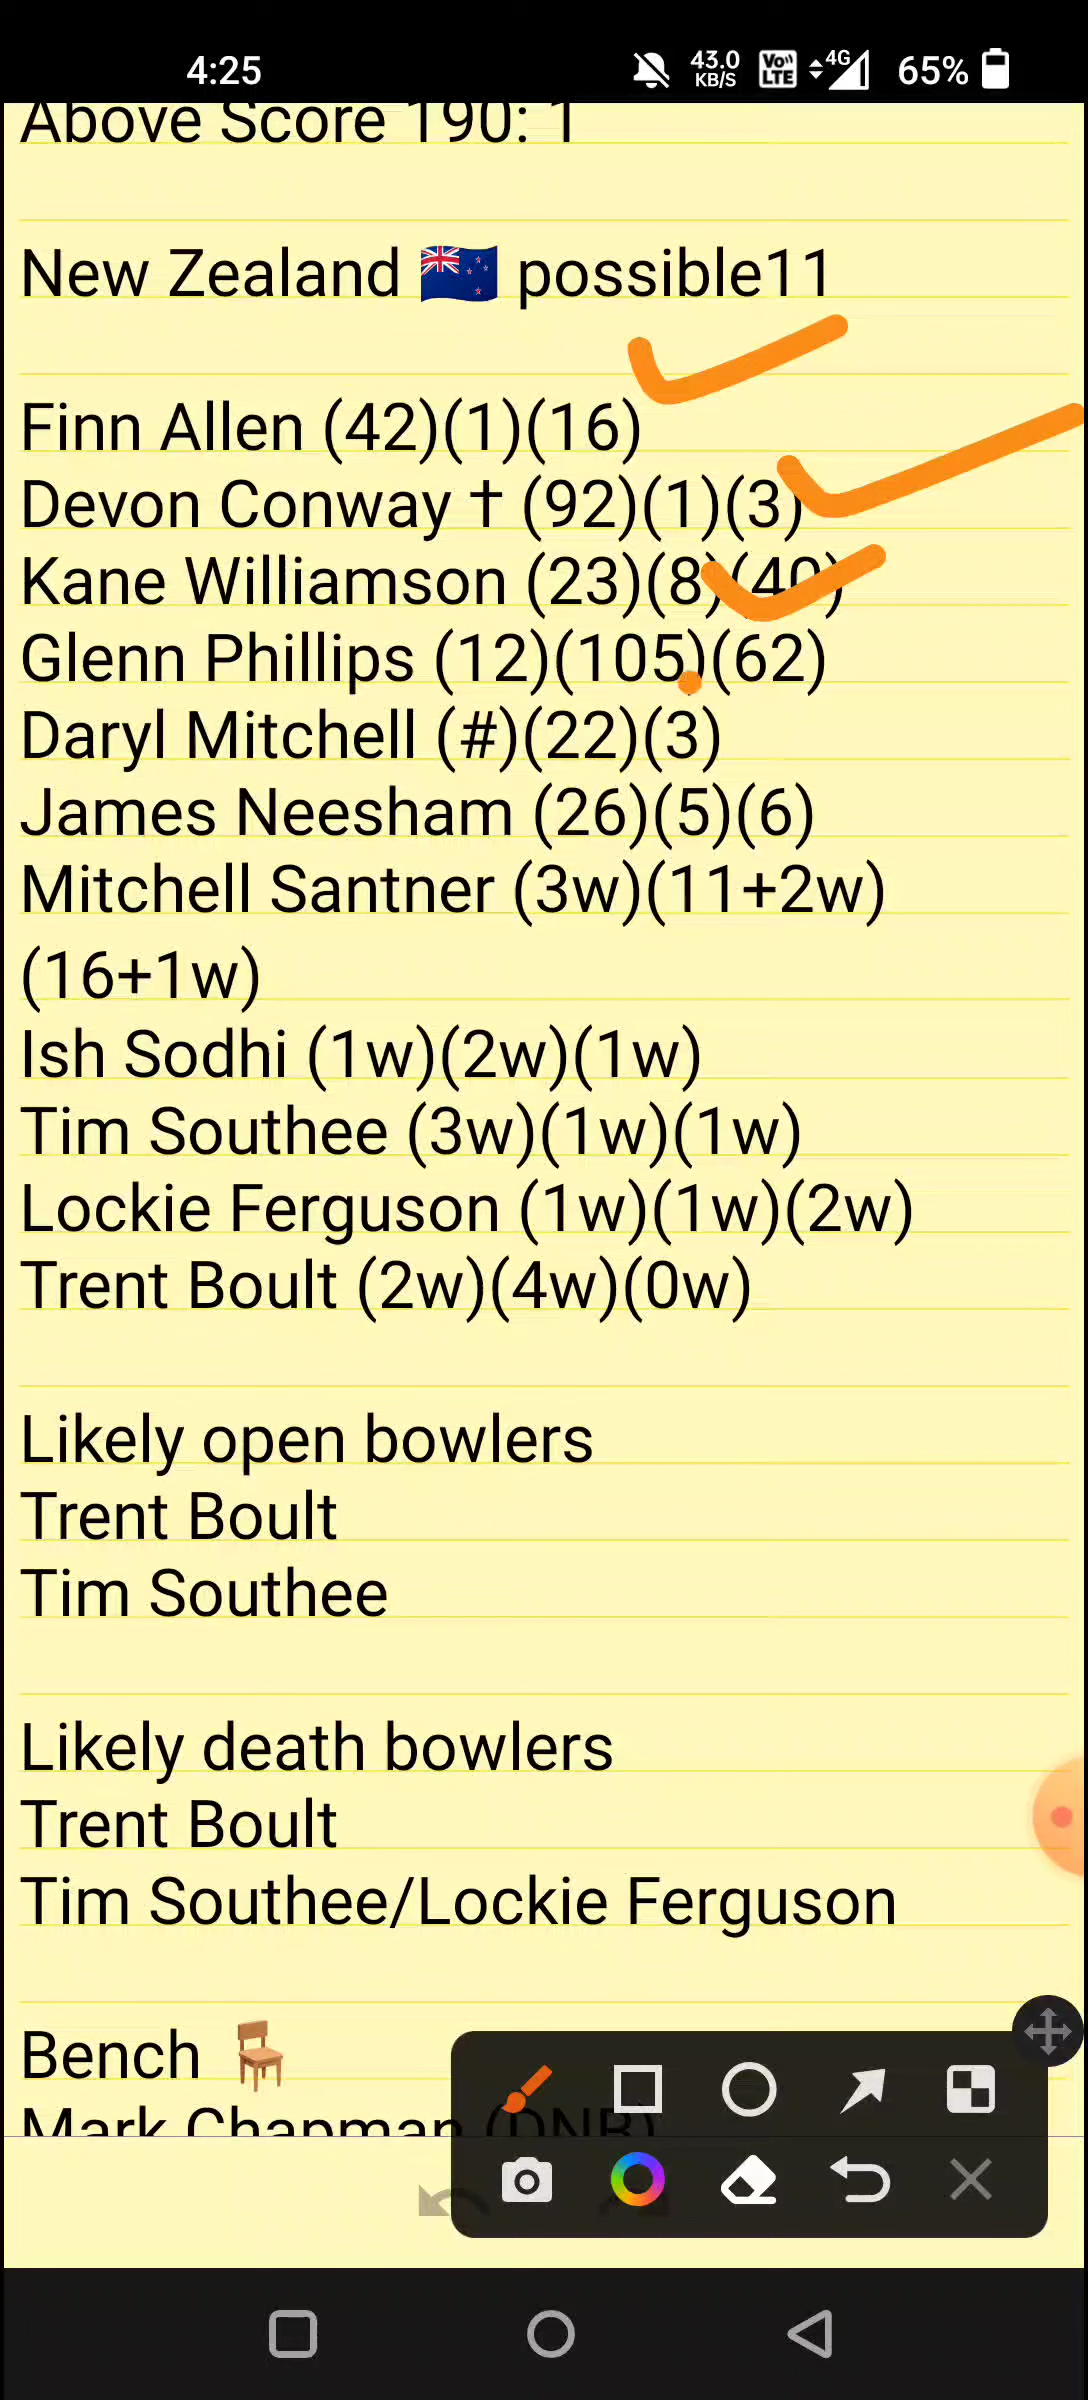 4:25 43.0 KB/S VoLTE 4G 65%
Above Score 190: 1
New Zealand 🇳🇿 possible11
Finn Allen (42)(1)(16)
Devon Conway † (92)(1)(3)
Kane Williamson (23)(8)(40)
Glenn Phillips (12)(105)(62)
Daryl Mitchell (#)(22)(3)
James Neesham (26)(5)(6)
Mitchell Santner (3w)(11+2w)
(16+1w)
Ish Sodhi (1w)(2w)(1w)
Tim Southee (3w)(1w)(1w)
Lockie Ferguson (1w)(1w)(2w)
Trent Boult (2w)(4w)(0w)
Likely open bowlers
Trent Boult
Tim Southee
Likely death bowlers
Trent Boult
Tim Southee/Lockie Ferguson
Bench 🪑
Mark Chapman (DNB)